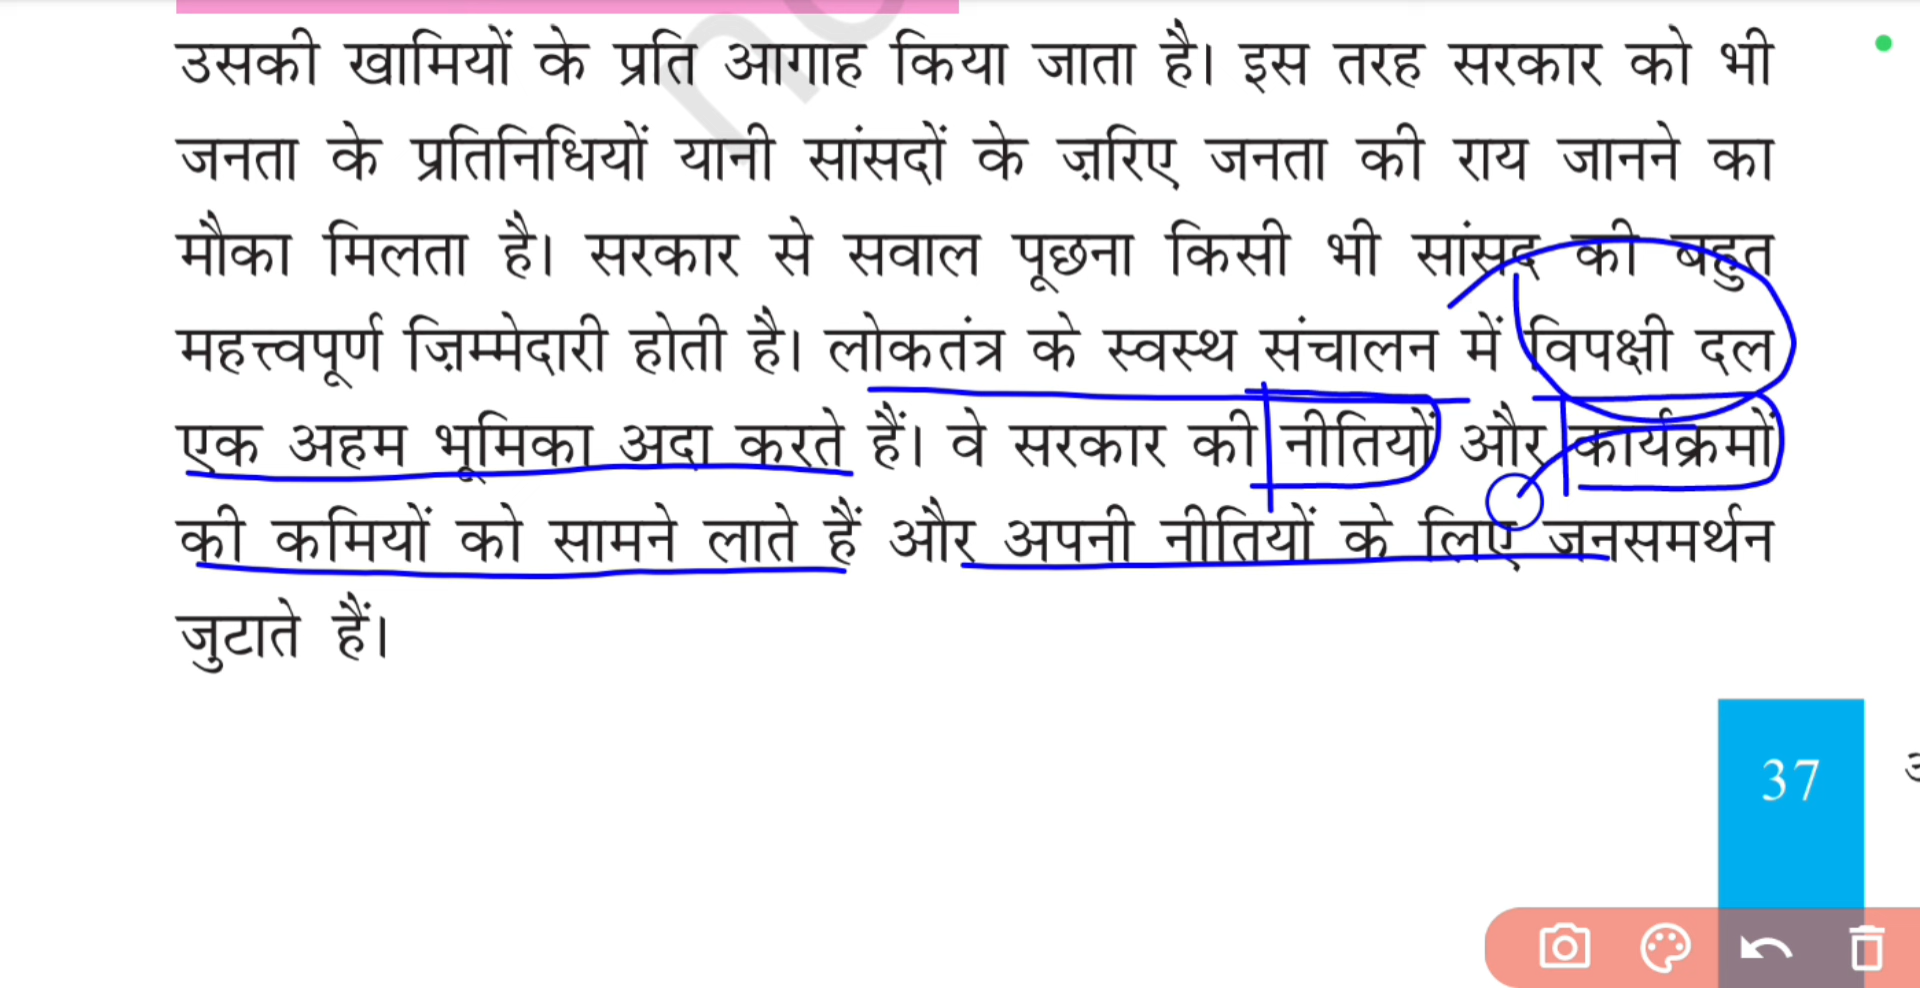 उसकी खामियों के प्रति आगाह किया जाता है। इस तरह सरकार को भी
जनता के प्रतिनिधियों यानी सांसदों के ज़रिए जनता की राय जानने का
मौका मिलता है। सरकार से सवाल पूछना किसी भी सांसद की बहुत
महत्त्वपूर्ण ज़िम्मेदारी होती है। लोकतंत्र के स्वस्थ संचालन में विपक्षी दल
एक अहम भूमिका अदा करते हैं। वे सरकार की नीतियों और कार्यक्रमों
की कमियों को सामने लाते हैं और अपनी नीतियों के लिए जनसमर्थन
जुटाते हैं।
37